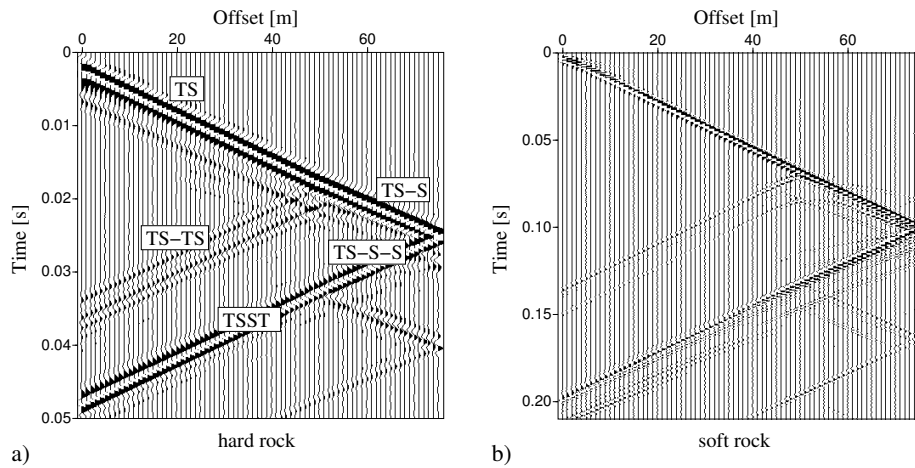 Offset [m]
0 20 40 60
0
0.01
0.02
0.03
0.04
0.05
Time [s]
TS
TS–S
TS–TS
TS–S–S
TSST
a)
hard rock
Offset [m]
0 20 40 60
0
0.05
0.10
0.15
0.20
Time [s]
b)
soft rock